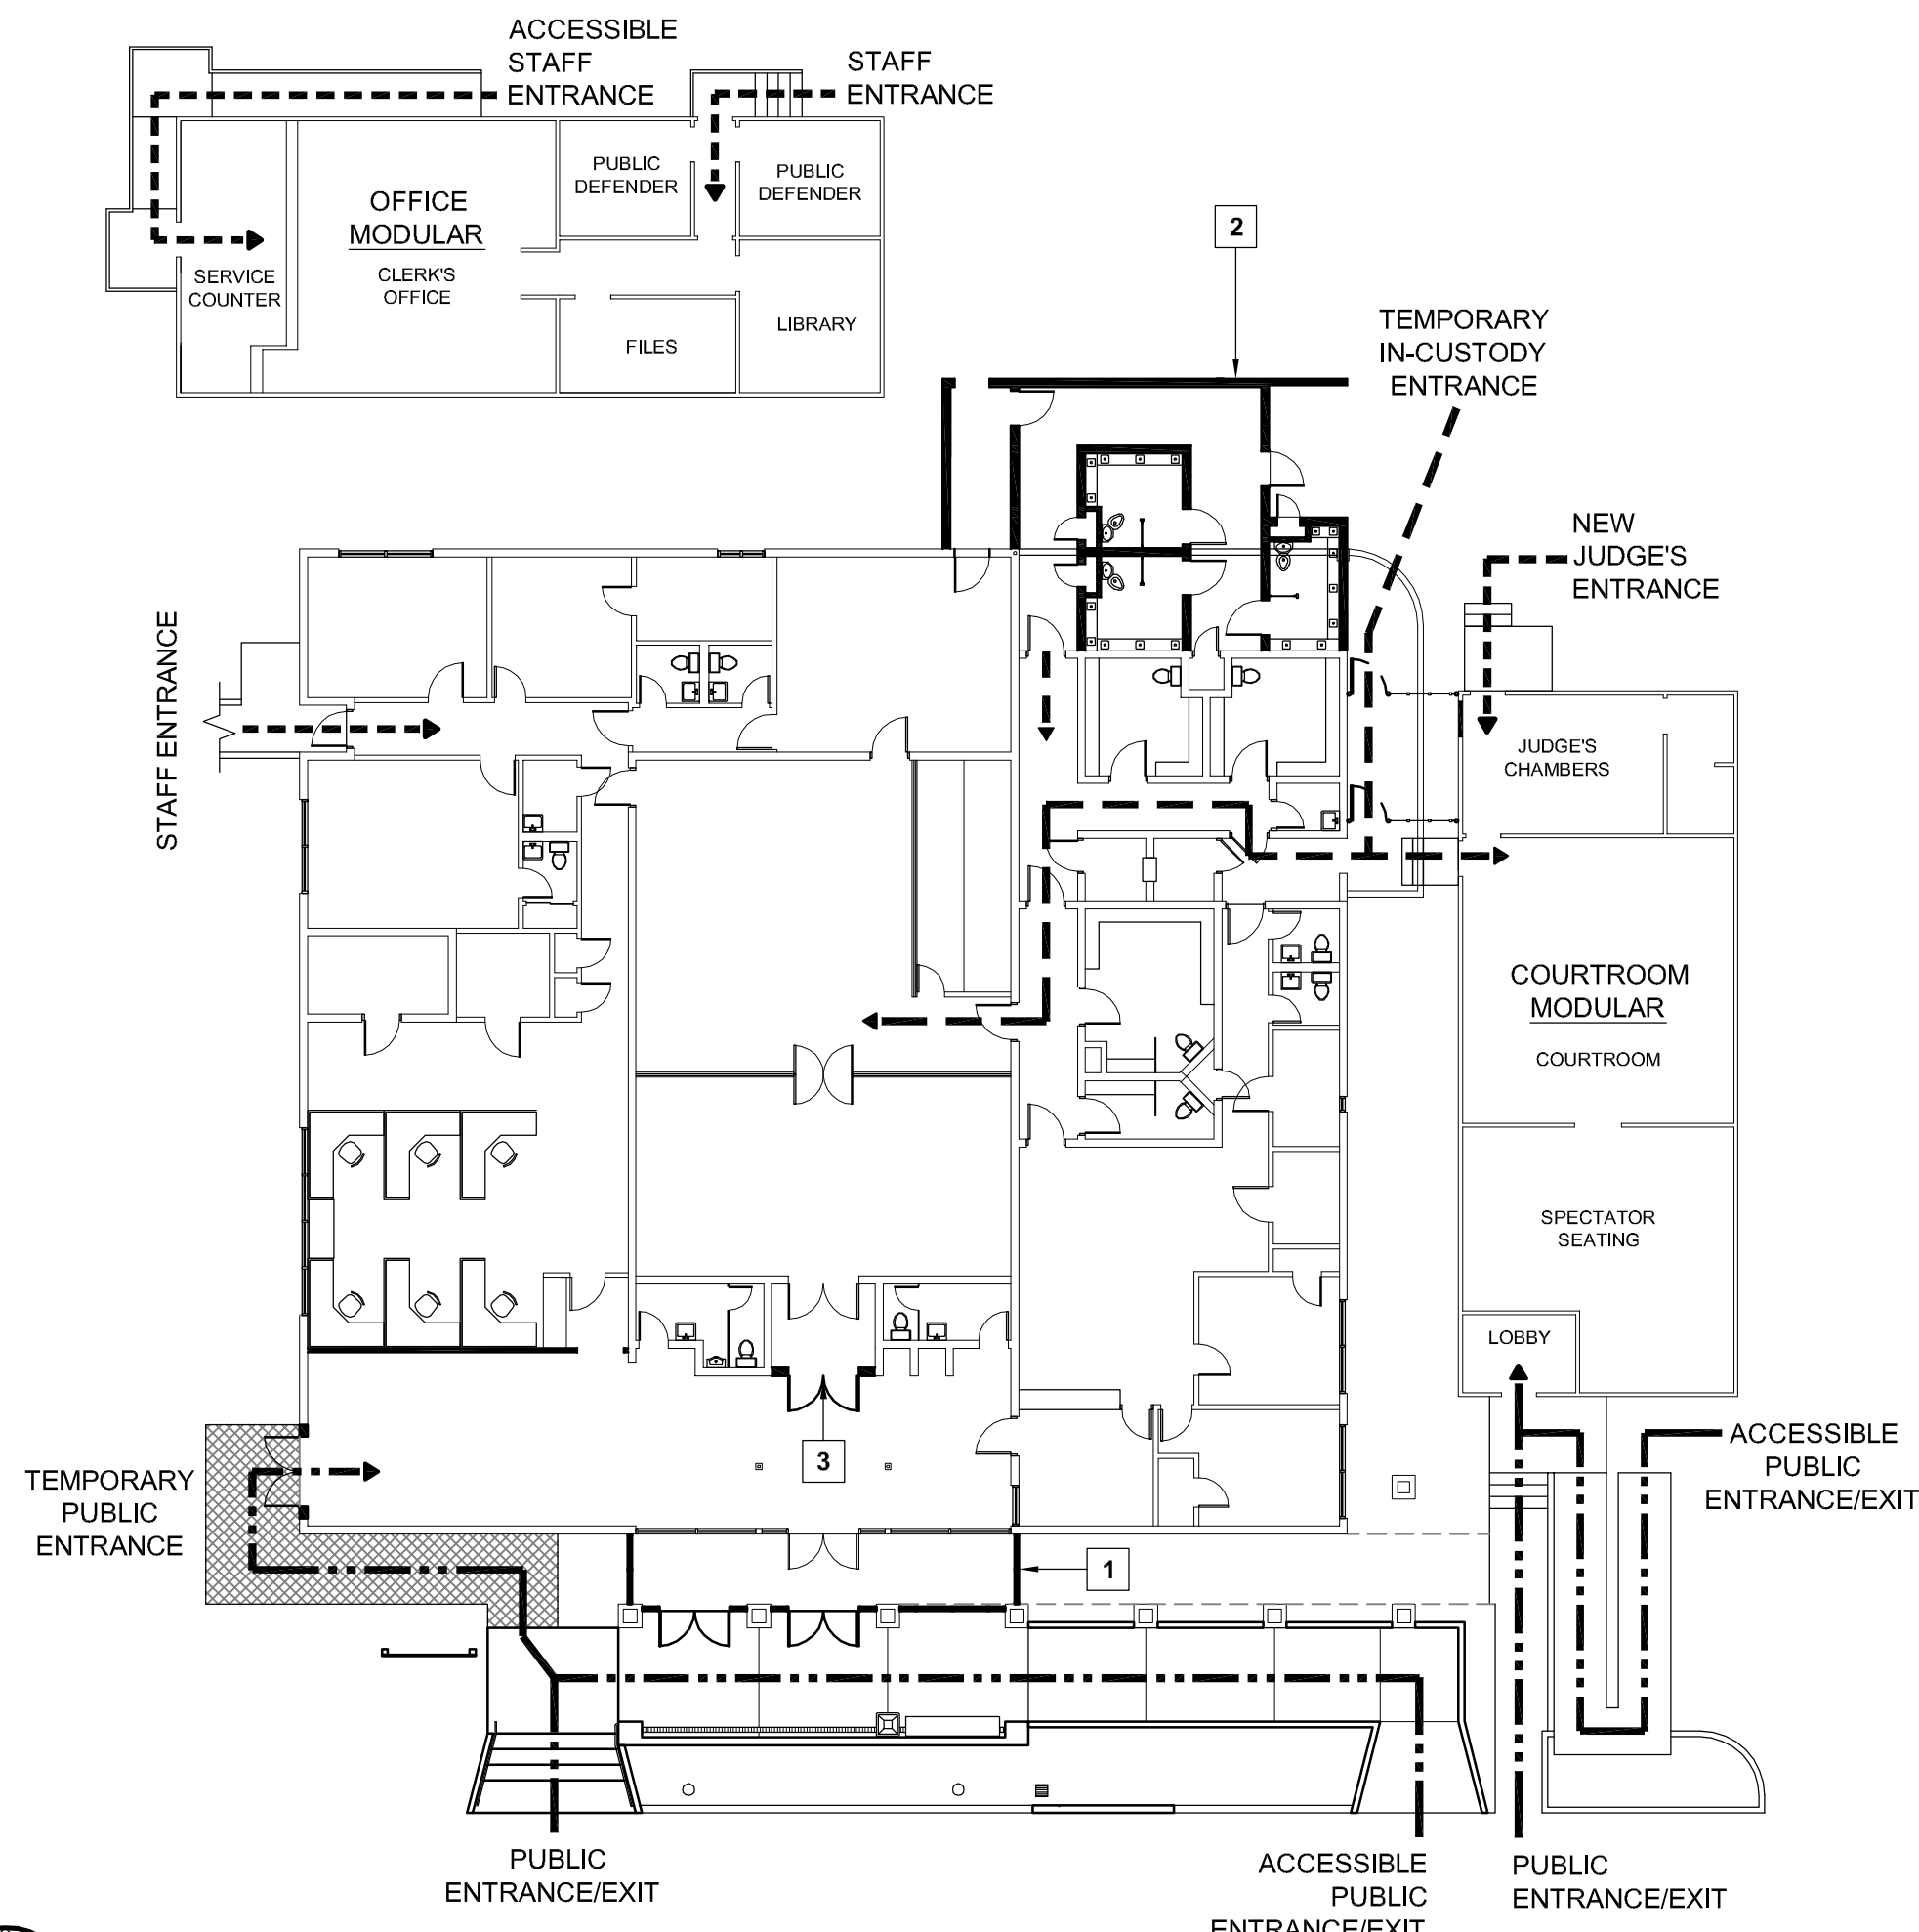 ACCESSIBLE
STAFF
ENTRANCE
STAFF
ENTRANCE
PUBLIC
DEFENDER
PUBLIC
DEFENDER
OFFICE
MODULAR
CLERK'S
OFFICE
SERVICE
COUNTER
FILES
LIBRARY
2
TEMPORARY
IN-CUSTODY
ENTRANCE
NEW
JUDGE'S
ENTRANCE
STAFF ENTRANCE
JUDGE'S
CHAMBERS
COURTROOM
MODULAR
COURTROOM
SPECTATOR
SEATING
LOBBY
3
TEMPORARY
PUBLIC
ENTRANCE
ACCESSIBLE
PUBLIC
ENTRANCE/EXIT
1
PUBLIC
ENTRANCE/EXIT
ACCESSIBLE
PUBLIC
ENTRANCE/EXIT
PUBLIC
ENTRANCE/EXIT